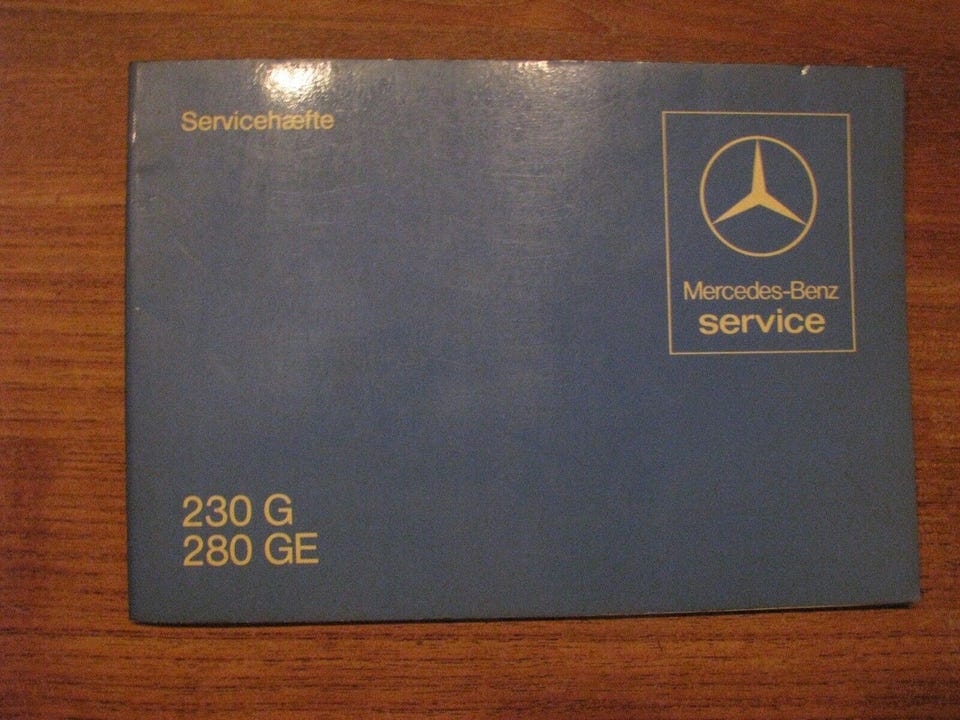 Servicehæfte
Mercedes-Benz
service
230 G
280 GE